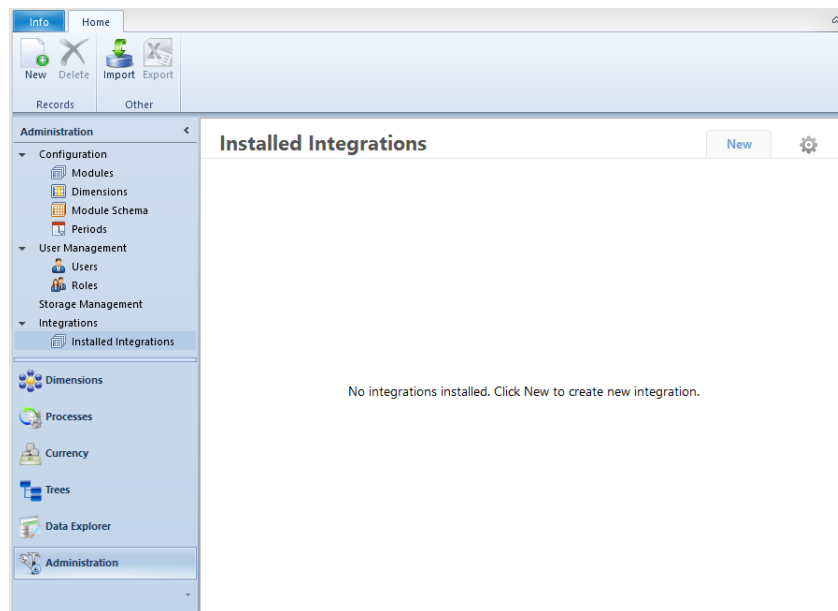 Info Home
New Delete Import Export
Records Other
Administration
Configuration
Modules
Dimensions
Module Schema
Periods
User Management
Users
Roles
Storage Management
Integrations
Installed Integrations
Dimensions
Processes
Currency
Trees
Data Explorer
Administration
Installed Integrations New
No integrations installed. Click New to create new integration.